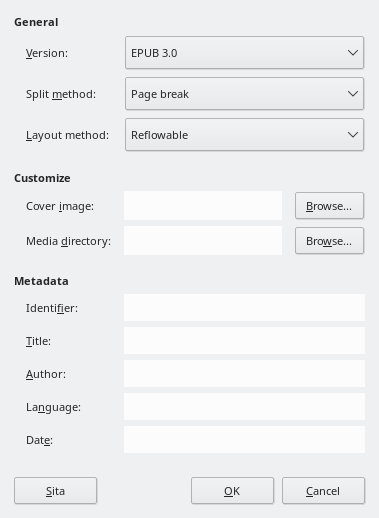 General
Version: EPUB 3.0
Split method: Page break
Layout method: Reflowable
Customize
Cover image: Browse...
Media directory: Browse...
Metadata
Identifier:
Title:
Author:
Language:
Date:
Sita OK Cancel